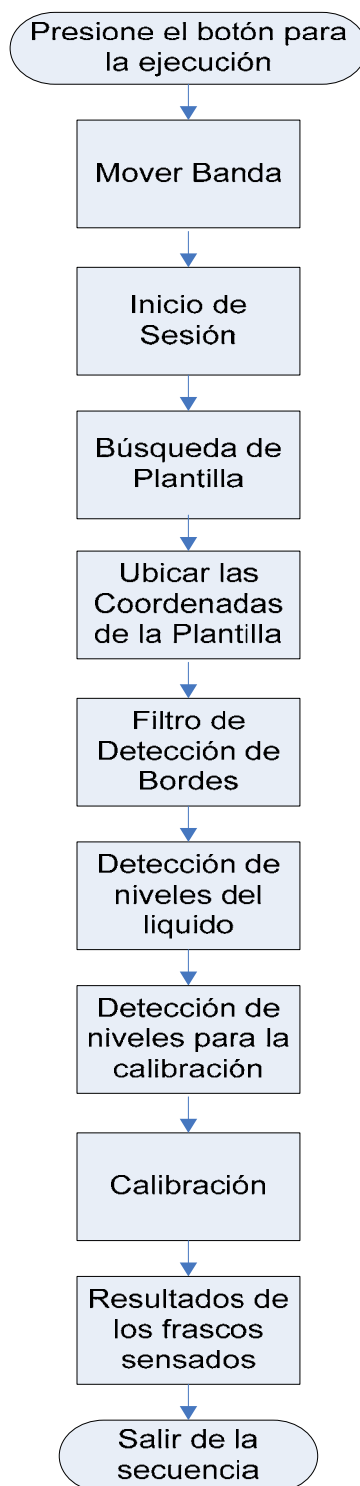 Presione el botón para
la ejecución
Mover Banda
Inicio de
Sesión
Búsqueda de
Plantilla
Ubicar las
Coordenadas
de la Plantilla
Filtro de
Detección de
Bordes
Detección de
niveles del
liquido
Detección de
niveles para la
calibración
Calibración
Resultados de
los frascos
sensados
Salir de la
secuencia